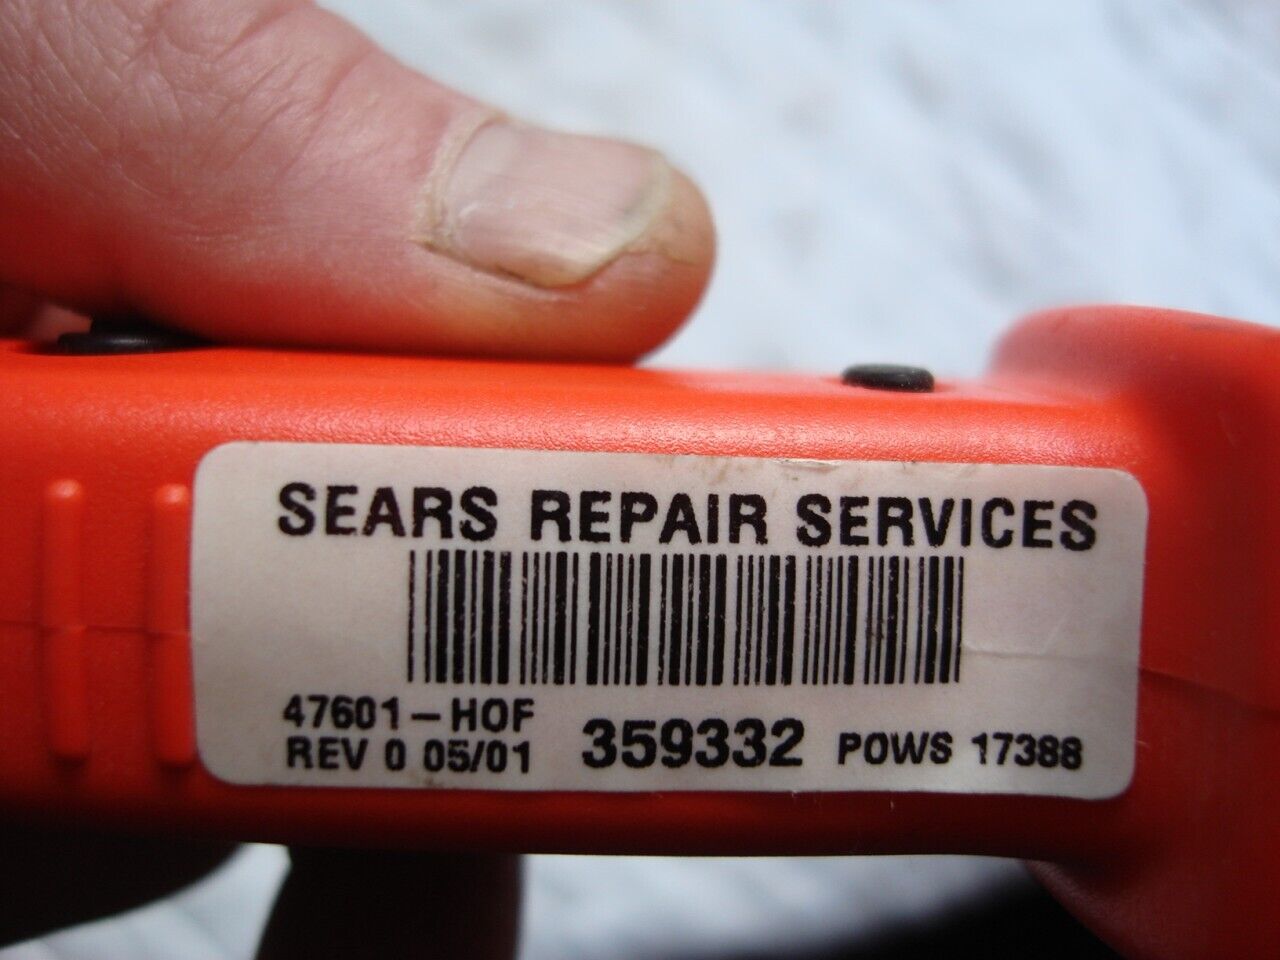 SEARS REPAIR SERVICES
47601-HOF
REV 0 05/01
359332
POWS 17388